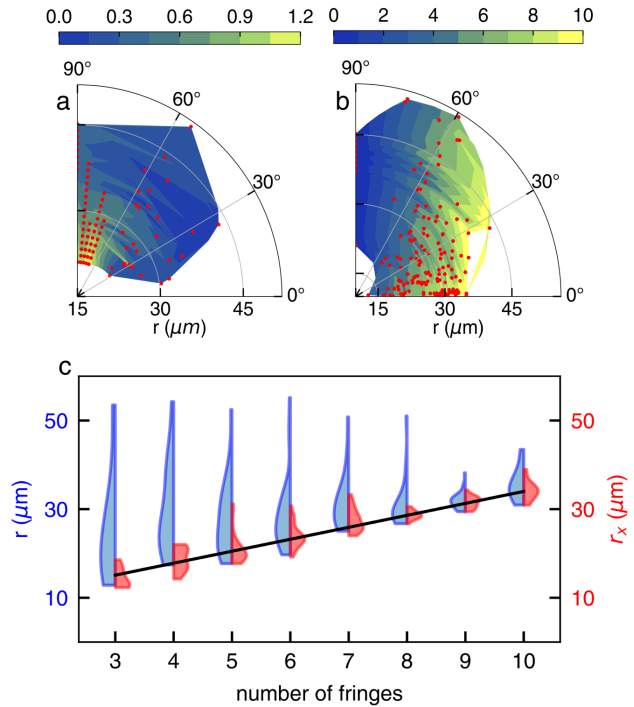 0.0 0.3 0.6 0.9 1.2 0 2 4 6 8 10
90° 90°
a 60° b 60°
30° 30°
0° 0°
15 30 45 15 30 45
r (μm) r (μm)
c
50 50
r (μm) 30 30 rₓ (μm)
10 10
3 4 5 6 7 8 9 10
number of fringes